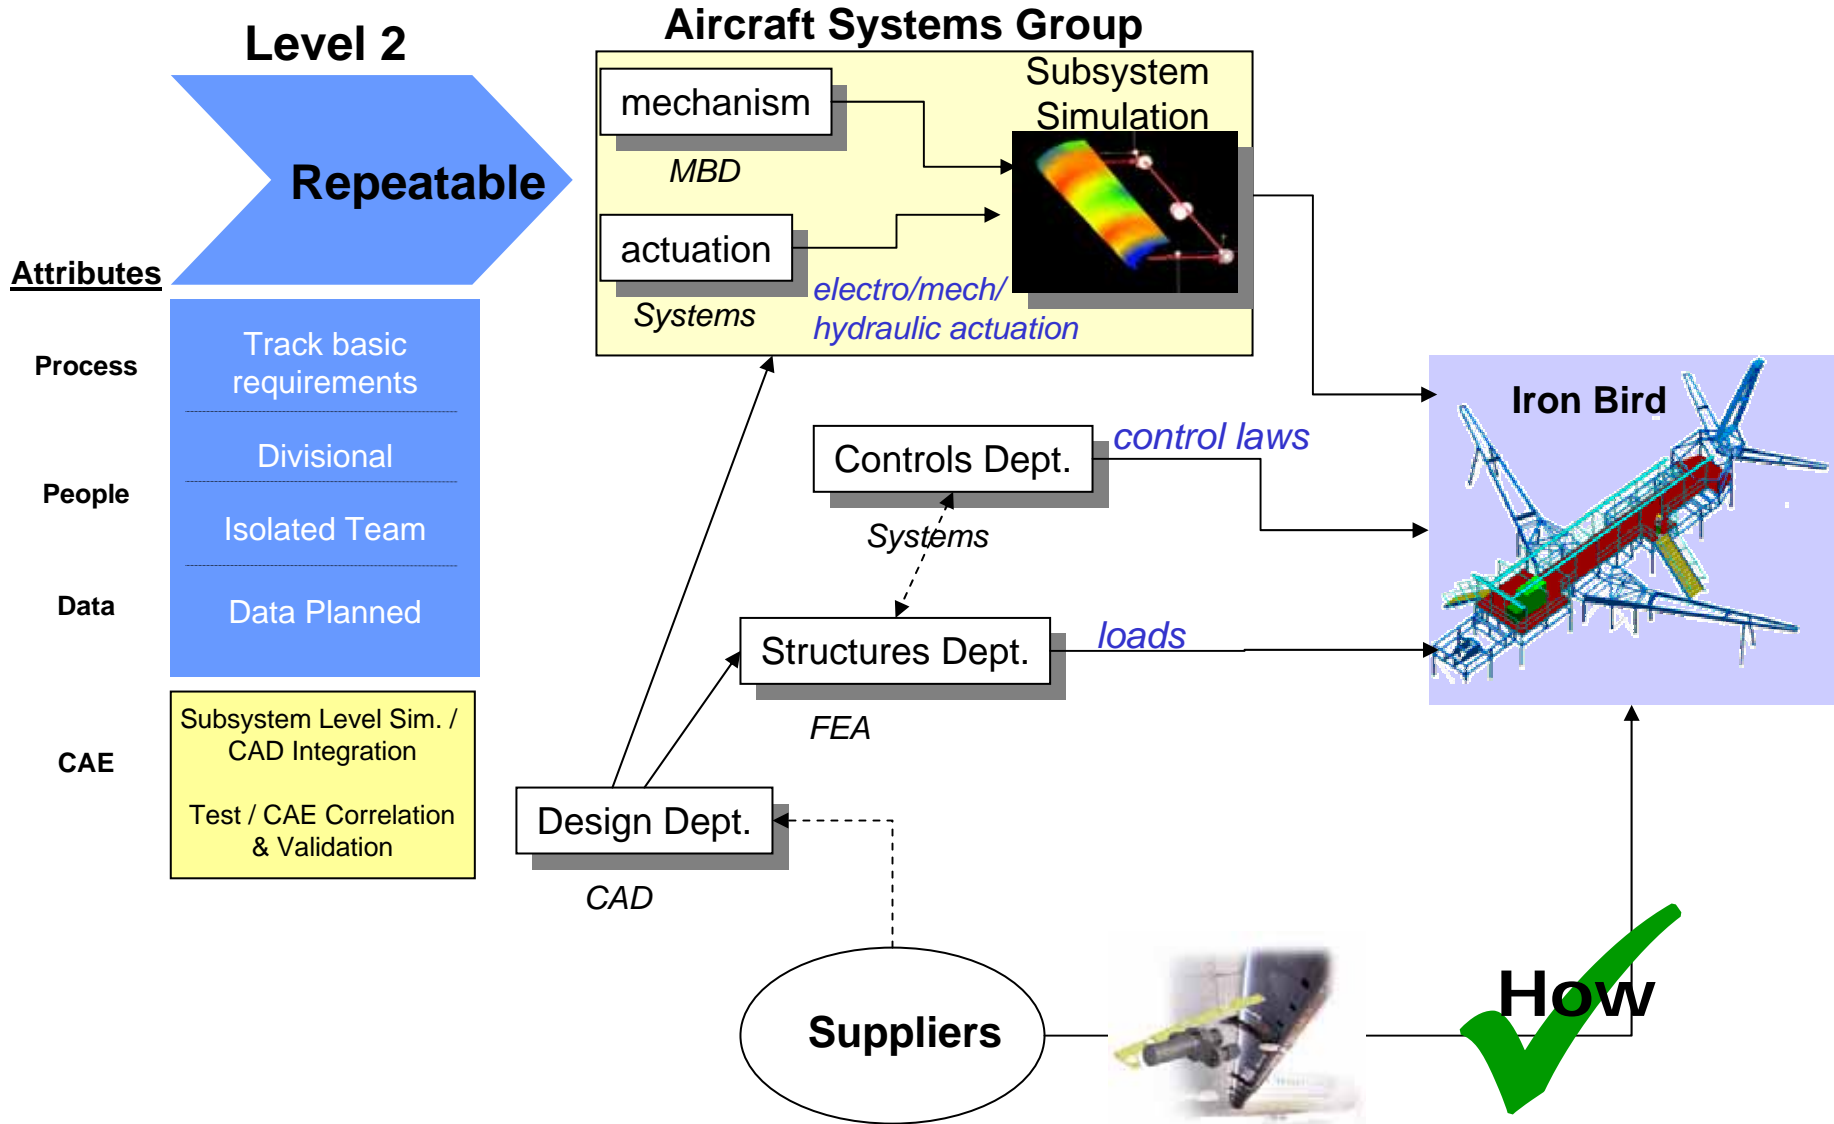 Level 2
Repeatable
Attributes
Process
Track basic
requirements
Divisional
People
Isolated Team
Data
Data Planned
CAE
Subsystem Level Sim. /
CAD Integration
Test / CAE Correlation
& Validation
Aircraft Systems Group
mechanism
MBD
actuation
Systems
electro/mech/
hydraulic actuation
Subsystem
Simulation
Controls Dept.
Systems
control laws
Structures Dept.
FEA
loads
Design Dept.
CAD
Iron Bird
Suppliers
How